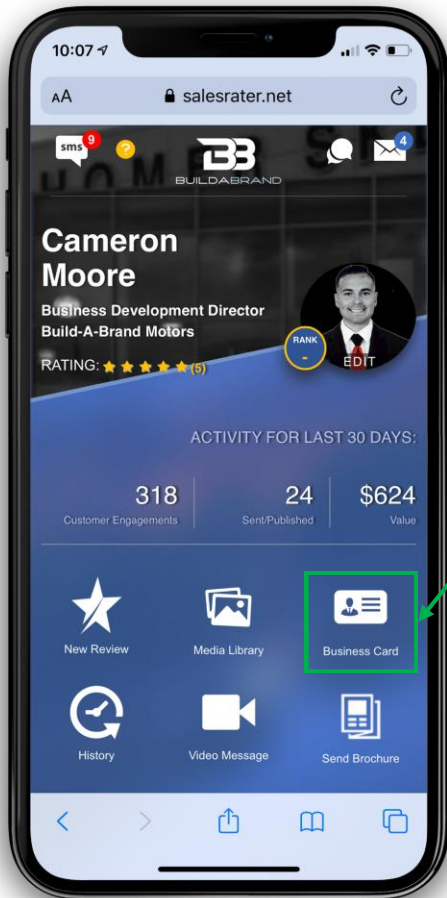 10:07
AA salesrater.net
sms 9 ? 4
BUILDABRAND
Cameron
Moore
Business Development Director
Build-A-Brand Motors
RATING: (5)
RANK
-
EDIT
ACTIVITY FOR LAST 30 DAYS:
318 24 $624
Customer Engagements Sent/Published Value
New Review Media Library Business Card
History Video Message Send Brochure